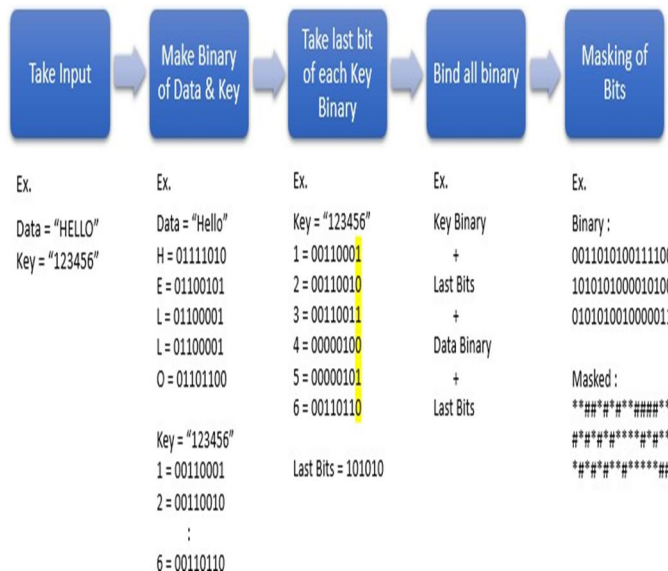 Take Input
Make Binary
of Data & Key
Take last bit
of each Key
Binary
Bind all binary
Masking of
Bits
Ex.
Data = “HELLO”
Key = “123456”
Ex.
Data = “Hello”
H = 01111010
E = 01100101
L = 01100001
L = 01100001
O = 01101100
Key = “123456”
1 = 00110001
2 = 00110010
:
6 = 00110110
Ex.
Key = “123456”
1 = 00110001
2 = 00110010
3 = 00110011
4 = 00000100
5 = 00000101
6 = 00110110
Last Bits = 101010
Ex.
Key Binary
+
Last Bits
+
Data Binary
+
Last Bits
Ex.
Binary :
0011010100111100
1010101000010100
0101010010000011
Masked :
**##*#*#**####**
#*#*#*#****#*#**
*#*#*#**#*****##